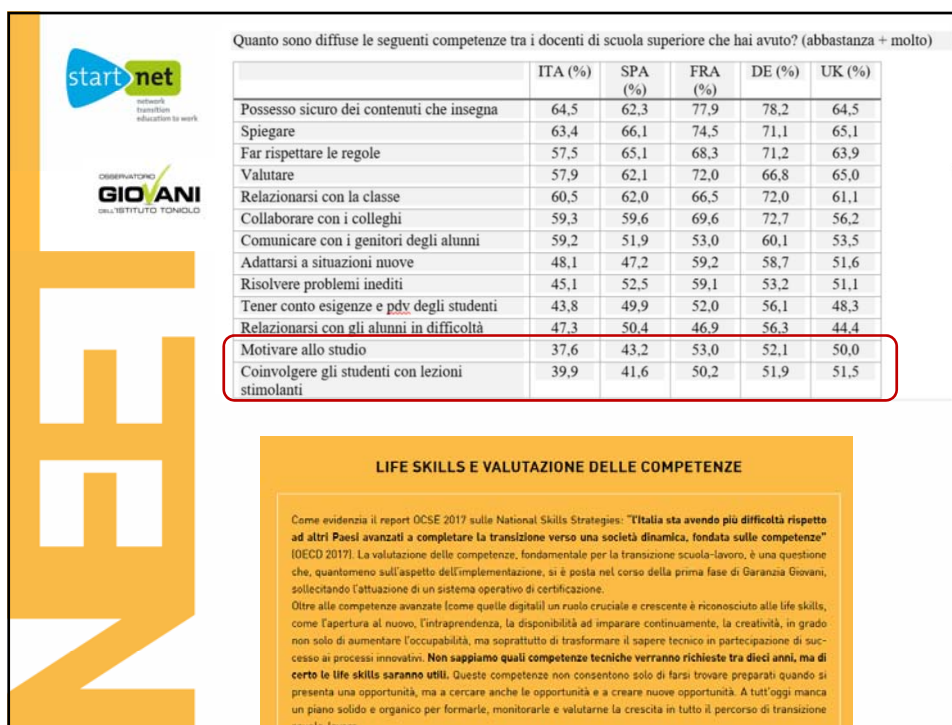 Quanto sono diffuse le seguenti competenze tra i docenti di scuola superiore che hai avuto? (abbastanza + molto)
start net
network
transition
education to work
OSSERVATORIO
GIOVANI
DELL'ISTITUTO TONIOLO
ITA (%) SPA (%) FRA (%) DE (%) UK (%)
Possesso sicuro dei contenuti che insegna 64,5 62,3 77,9 78,2 64,5
Spiegare 63,4 66,1 74,5 71,1 65,1
Far rispettare le regole 57,5 65,1 68,3 71,2 63,9
Valutare 57,9 62,1 72,0 66,8 65,0
Relazionarsi con la classe 60,5 62,0 66,5 72,0 61,1
Collaborare con i colleghi 59,3 59,6 69,6 72,7 56,2
Comunicare con i genitori degli alunni 59,2 51,9 53,0 60,1 53,5
Adattarsi a situazioni nuove 48,1 47,2 59,2 58,7 51,6
Risolvere problemi inediti 45,1 52,5 59,1 53,2 51,1
Tener conto esigenze e pdv degli studenti 43,8 49,9 52,0 56,1 48,3
Relazionarsi con gli alunni in difficoltà 47,3 50,4 46,9 56,3 44,4
Motivare allo studio 37,6 43,2 53,0 52,1 50,0
Coinvolgere gli studenti con lezioni 39,9 41,6 50,2 51,9 51,5
stimolanti
NEET
LIFE SKILLS E VALUTAZIONE DELLE COMPETENZE
Come evidenzia il report OCSE 2017 sulle National Skills Strategies: "l'Italia sta avendo più difficoltà rispetto
ad altri Paesi avanzati a completare la transizione verso una società dinamica, fondata sulle competenze"
(OECD 2017). La valutazione delle competenze, fondamentale per la transizione scuola-lavoro, è una questione
che, quantomeno sull'aspetto dell'implementazione, si è posta nel corso della prima fase di Garanzia Giovani,
sollecitando l'attuazione di un sistema operativo di certificazione.
Oltre alle competenze avanzate (come quelle digitali) un ruolo cruciale e crescente è riconosciuto alle life skills,
come l'apertura al nuovo, l'intraprendenza, la disponibilità ad imparare continuamente, la creatività, in grado
non solo di aumentare l'occupabilità, ma soprattutto di trasformare il sapere tecnico in partecipazione di suc-
cesso ai processi innovativi. Non sappiamo quali competenze tecniche verranno richieste tra dieci anni, ma di
certo le life skills saranno utili. Queste competenze non consentono solo di farsi trovare preparati quando si
presenta una opportunità, ma a cercare anche le opportunità e a creare nuove opportunità. A tutt'oggi manca
un piano solido e organico per formarle, monitorarle e valutarne la crescita in tutto il percorso di transizione